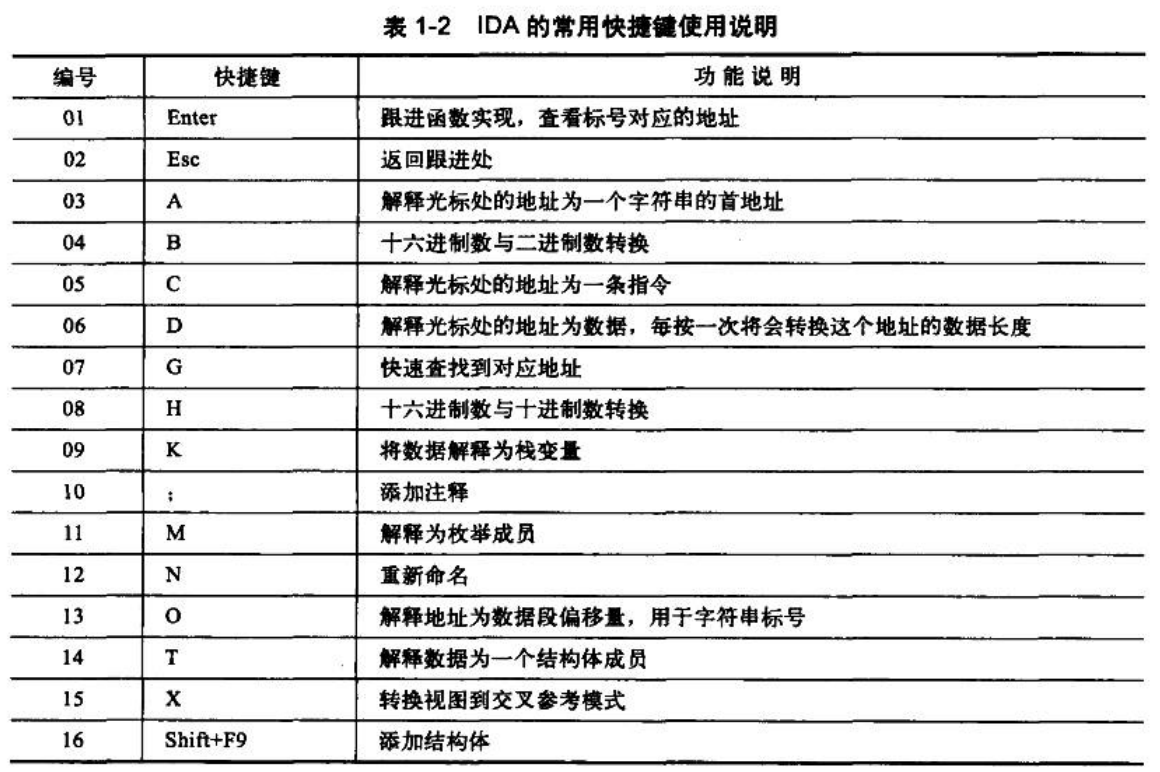 表 1-2 IDA 的常用快捷键使用说明
编号 快捷键 功 能 说 明
01 Enter 跟进函数实现，查看标号对应的地址
02 Esc 返回跟进处
03 A 解释光标处的地址为一个字符串的首地址
04 B 十六进制数与二进制数转换
05 C 解释光标处的地址为一条指令
06 D 解释光标处的地址为数据，每按一次将会转换这个地址的数据长度
07 G 快速查找到对应地址
08 H 十六进制数与十进制数转换
09 K 将数据解释为栈变量
10 ; 添加注释
11 M 解释为枚举成员
12 N 重新命名
13 O 解释地址为数据段偏移量，用于字符串标号
14 T 解释数据为一个结构体成员
15 X 转换视图到交叉参考模式
16 Shift+F9 添加结构体